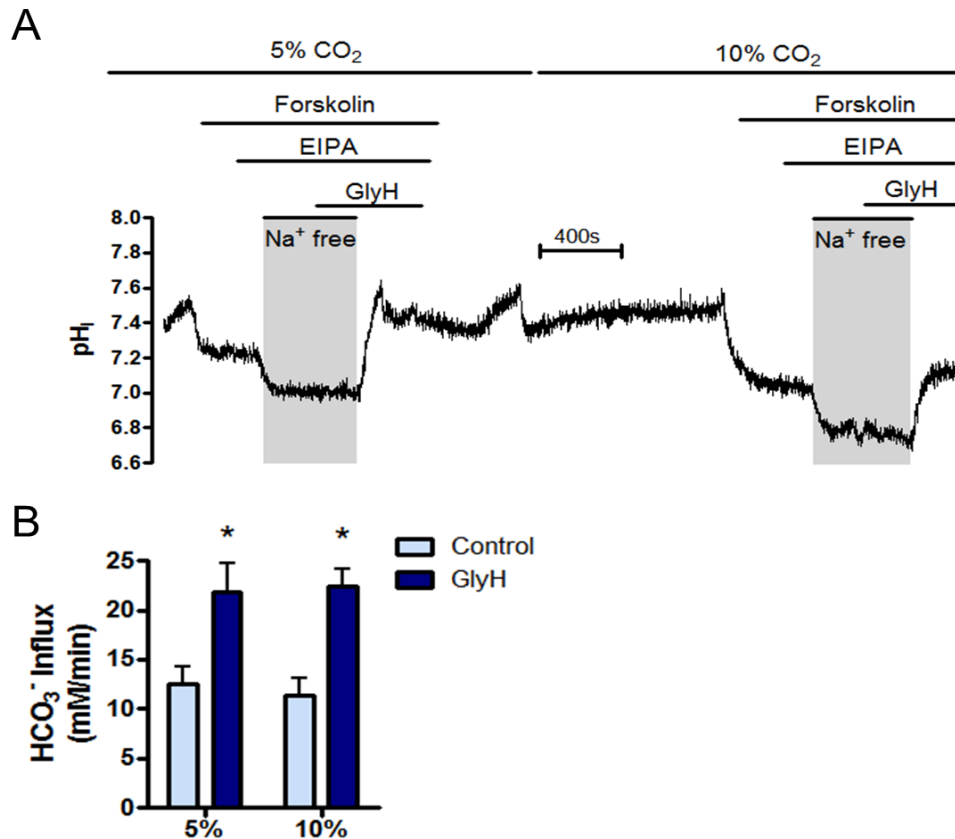 A
5% CO₂ 10% CO₂
Forskolin Forskolin
EIPA EIPA
GlyH GlyH
8.0
Na⁺ free Na⁺ free
7.6
400s
7.4
7.2
7.0
6.8
6.6
pHᵢ
B
* *
Control
GlyH
25
20
15
10
5
0
HCO₃⁻ Influx
(mM/min)
5% 10%